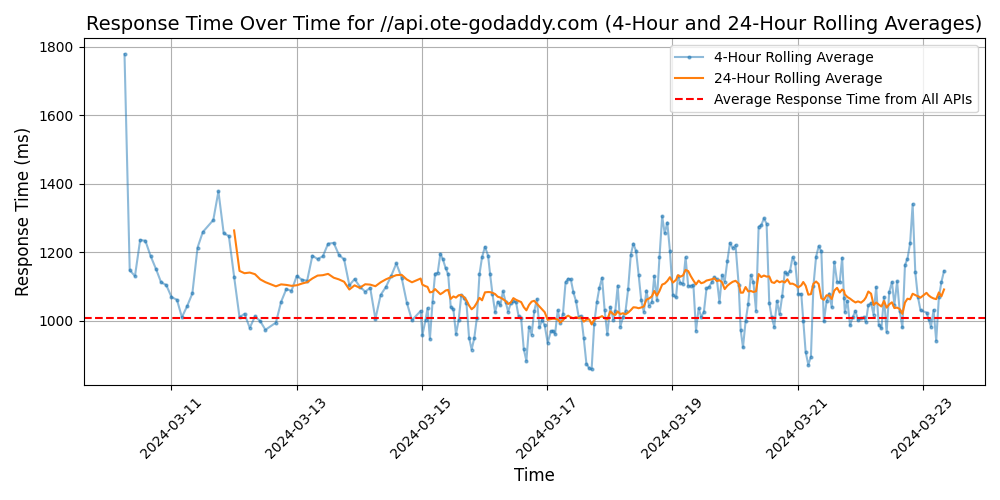 Response Time Over Time for //api.ote-godaddy.com (4-Hour and 24-Hour Rolling Averages)
4-Hour Rolling Average
24-Hour Rolling Average
Average Response Time from All APIs
Response Time (ms)
1800
1600
1400
1200
1000
2024-03-11
2024-03-13
2024-03-15
2024-03-17
2024-03-19
2024-03-21
2024-03-23
Time